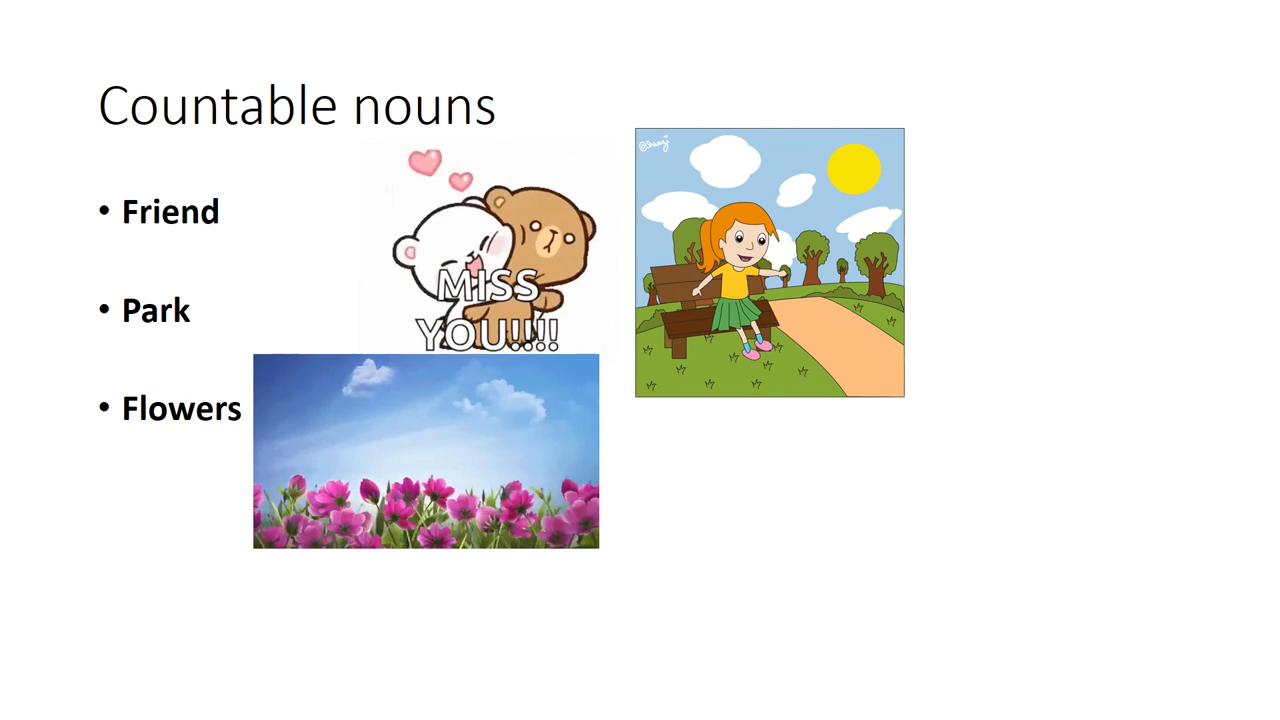 Countable nouns
• Friend
• Park
• Flowers
MISS
YOU!!!!